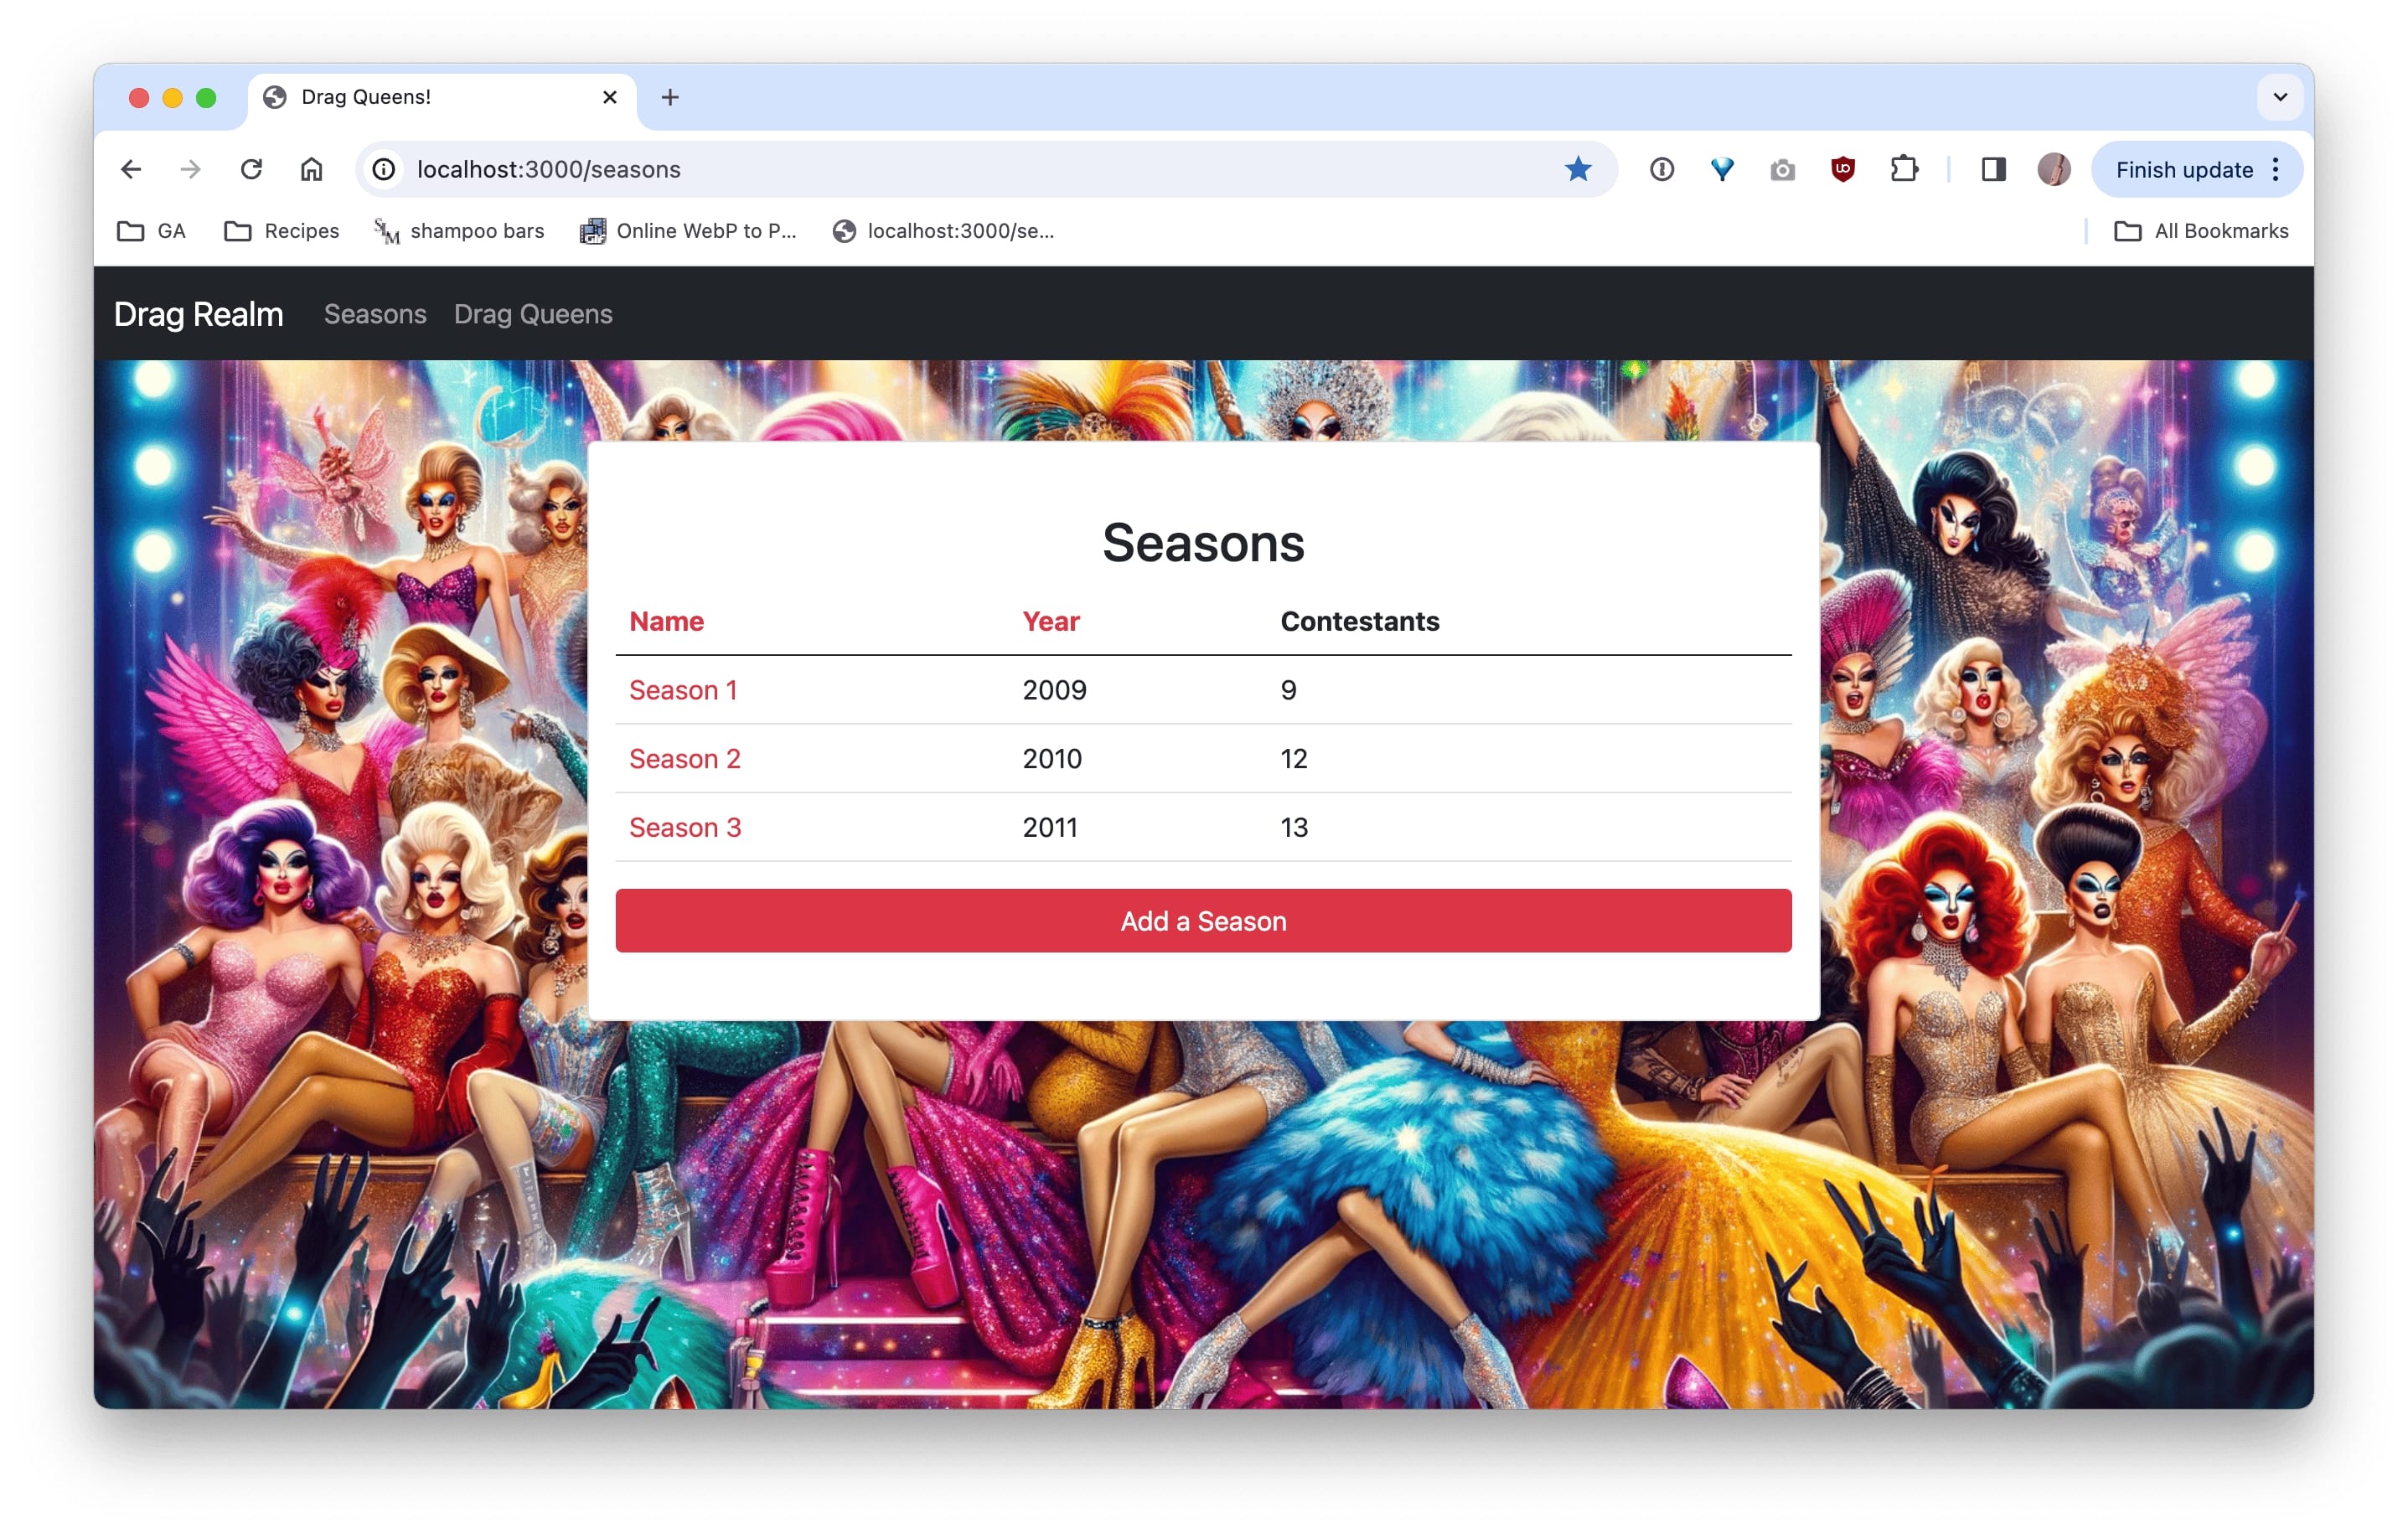 Drag Queens!
localhost:3000/seasons
Finish update
GA Recipes shampoo bars Online WebP to P... localhost:3000/se... All Bookmarks
Drag Realm Seasons Drag Queens
Seasons
Name Year Contestants
Season 1 2009 9
Season 2 2010 12
Season 3 2011 13
Add a Season